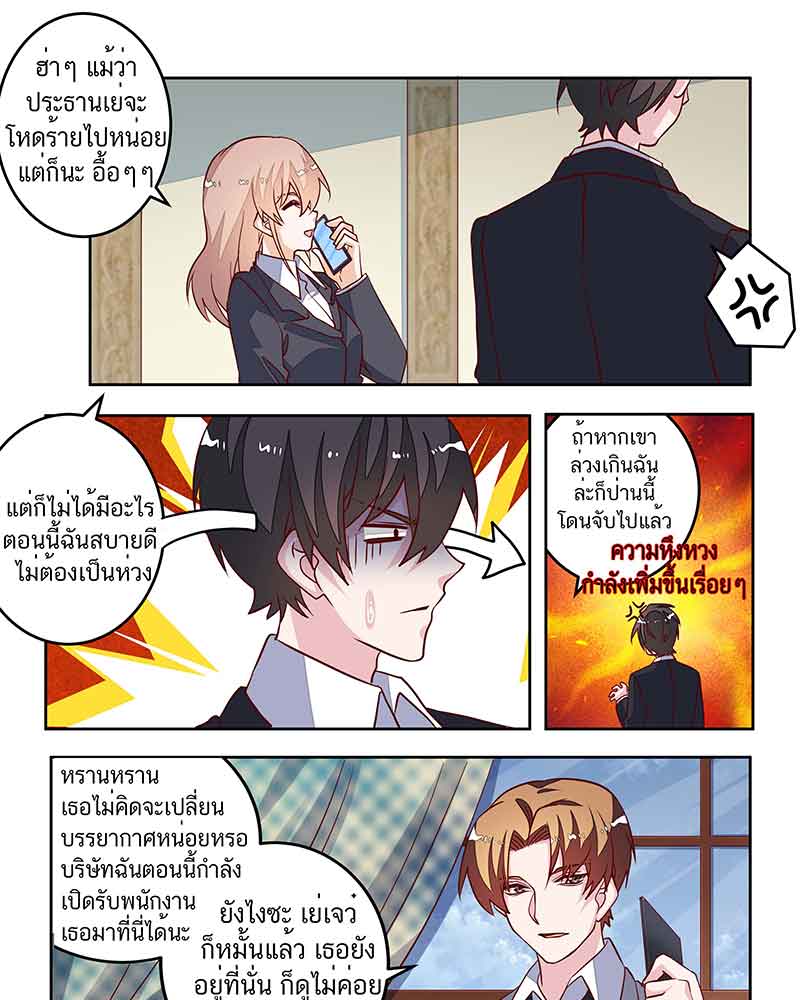 ฮ่าๆ แม้ว่า
ประธานเย่จะ
โหดร้ายไปหน่อย
แต่ก็นะ อื้อๆๆ
แต่ก็ไม่ได้มีอะไร
ตอนนี้ฉันสบายดี
ไม่ต้องเป็นห่วง
ถ้าหากเขา
ล่วงเกินฉัน
ล่ะก็ป่านนี้
โดนจับไปแล้ว
ความหึงหวง
กำลังเพิ่มขึ้นเรื่อยๆ
หรานหราน
เธอไม่คิดจะเปลี่ยน
บรรยากาศหน่อยหรอ
บริษัทฉันตอนนี้กำลัง
เปิดรับพนักงาน
เธอมาที่นี่ได้นะ
ยังไงซะ เย่เจว๋
ก็หมั้นแล้ว เธอยัง
อยู่ที่นั่น ก็ดูไม่ค่อย